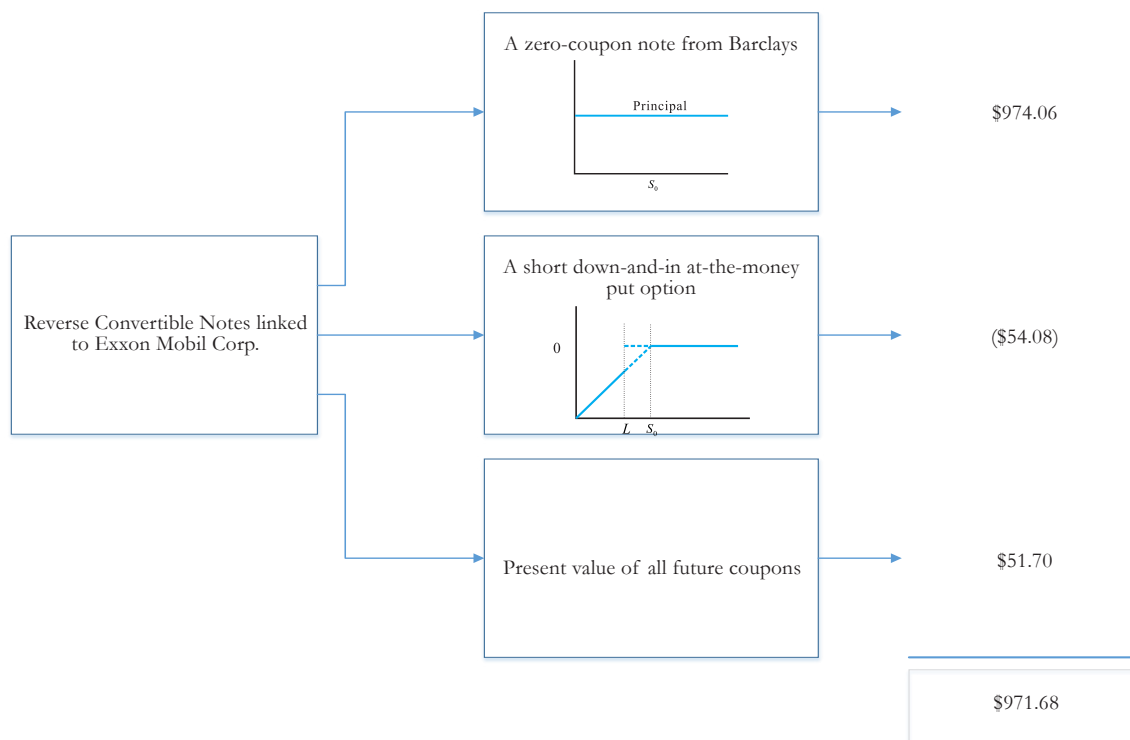 A zero-coupon note from Barclays
Principal
S₀
$974.06
Reverse Convertible Notes linked
to Exxon Mobil Corp.
A short down-and-in at-the-money
put option
0
L S₀
($54.08)
Present value of all future coupons
$51.70
$971.68